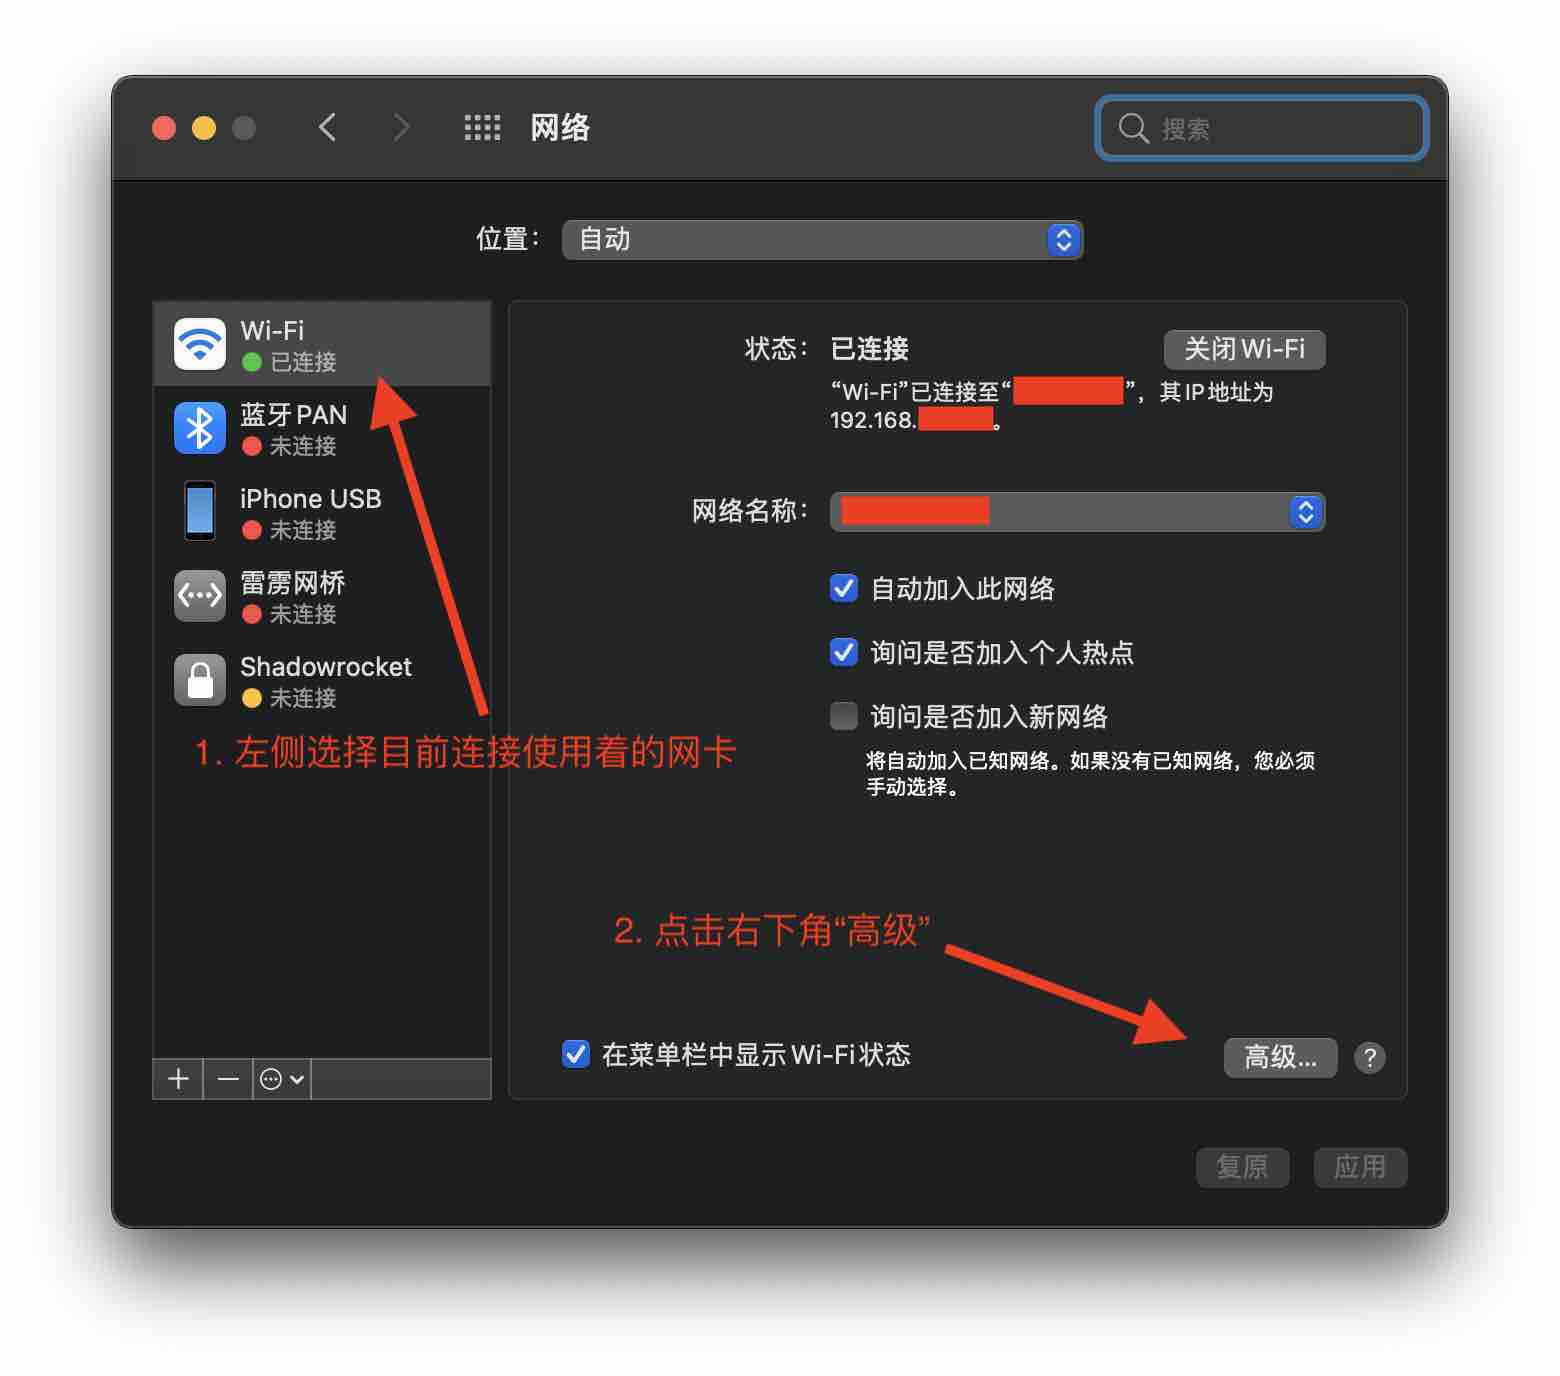 网络
搜索
位置：
自动
Wi-Fi
已连接
蓝牙 PAN
未连接
iPhone USB
未连接
雷雳网桥
未连接
Shadowrocket
未连接
1. 左侧选择目前连接使用着的网卡
状态：
已连接
关闭 Wi-Fi
“Wi-Fi”已连接至“
”，其 IP 地址为
192.168.
。
网络名称：
自动加入此网络
询问是否加入个人热点
询问是否加入新网络
将自动加入已知网络。如果没有已知网络，您必须
手动选择。
2. 点击右下角“高级”
在菜单栏中显示 Wi-Fi 状态
高级...
?
复原
应用